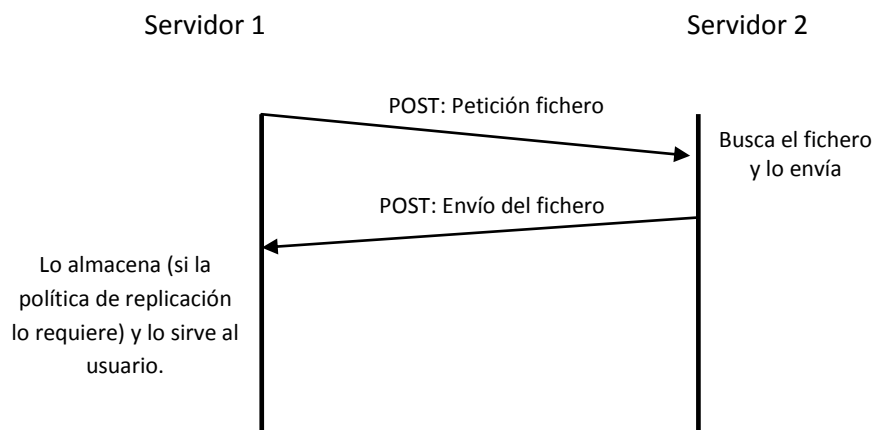 Servidor 1
Servidor 2
POST: Petición fichero
Busca el fichero
y lo envía
POST: Envío del fichero
Lo almacena (si la
política de replicación
lo requiere) y lo sirve al
usuario.